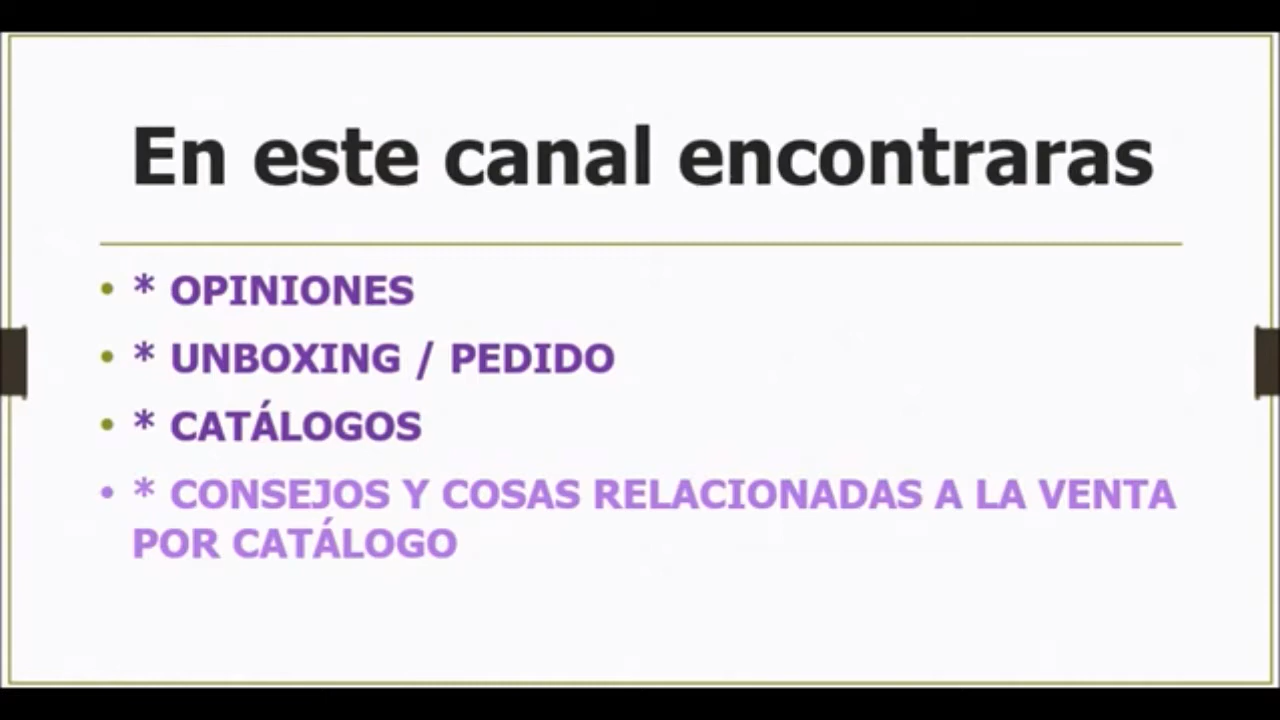 En este canal encontraras
• * OPINIONES
• * UNBOXING / PEDIDO
• * CATÁLOGOS
• * CONSEJOS Y COSAS RELACIONADAS A LA VENTA
POR CATÁLOGO